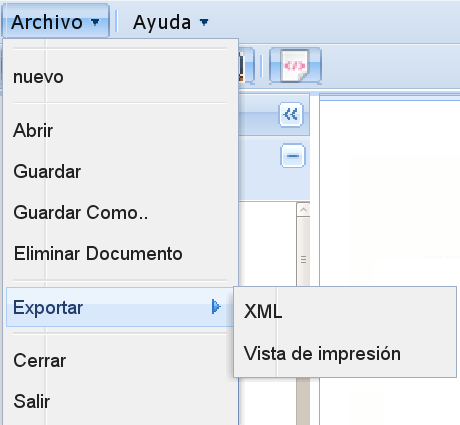 Archivo Ayuda
nuevo
Abrir
Guardar
Guardar Como..
Eliminar Documento
Exportar
XML
Vista de impresión
Cerrar
Salir